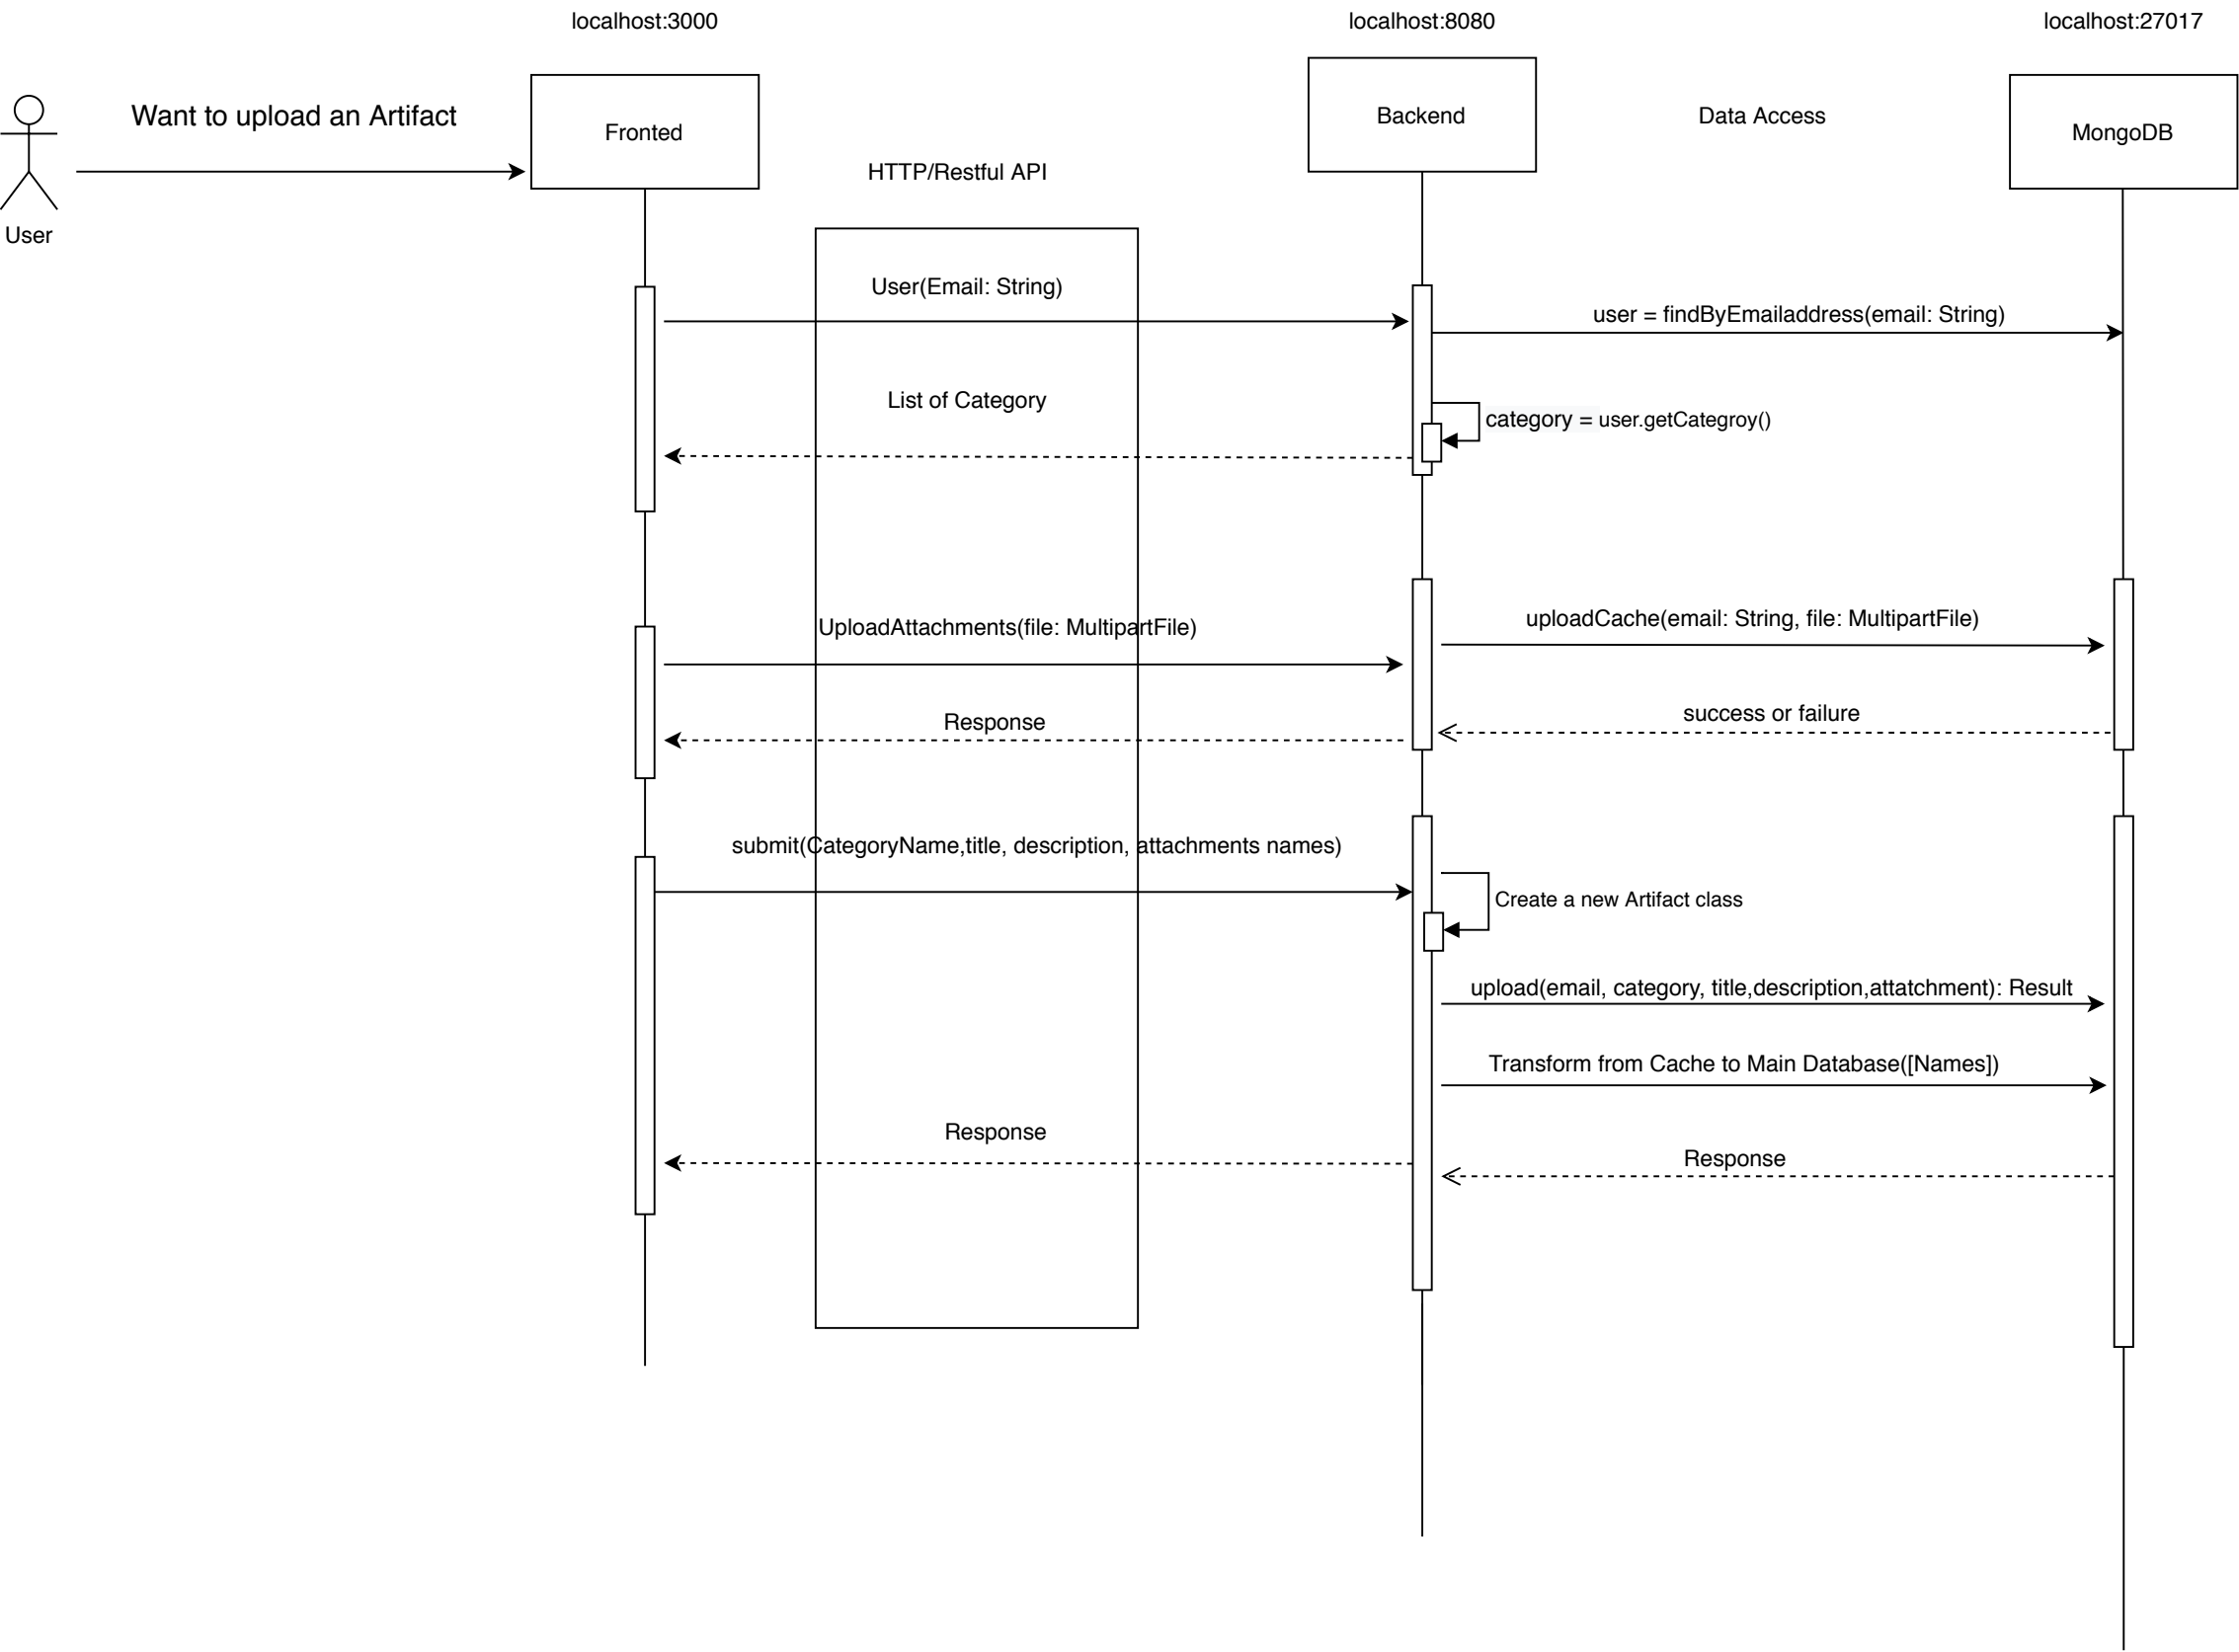 localhost:3000
localhost:8080
localhost:27017
Want to upload an Artifact
Fronted
Backend
Data Access
MongoDB
HTTP/Restful API
User
User(Email: String)
user = findByEmailaddress(email: String)
List of Category
category = user.getCategroy()
UploadAttachments(file: MultipartFile)
uploadCache(email: String, file: MultipartFile)
Response
success or failure
submit(CategoryName,title, description, attachments names)
Create a new Artifact class
upload(email, category, title,description,attatchment): Result
Transform from Cache to Main Database([Names])
Response
Response